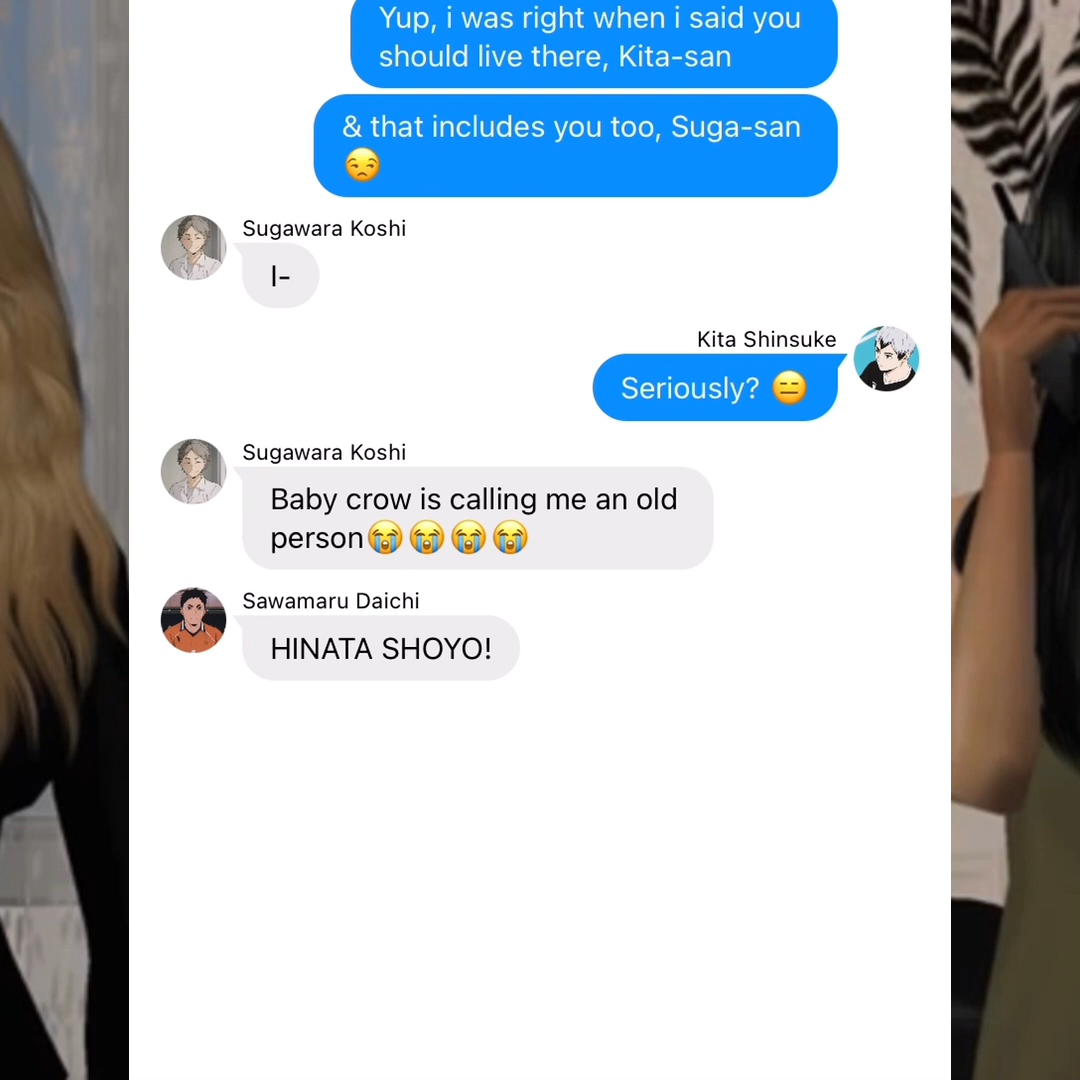 Yup, i was right when i said you
should live there, Kita-san
& that includes you too, Suga-san
😒
Sugawara Koshi
I-
Kita Shinsuke
Seriously? 😑
Sugawara Koshi
Baby crow is calling me an old
person😭😭😭😭
Sawamaru Daichi
HINATA SHOYO!